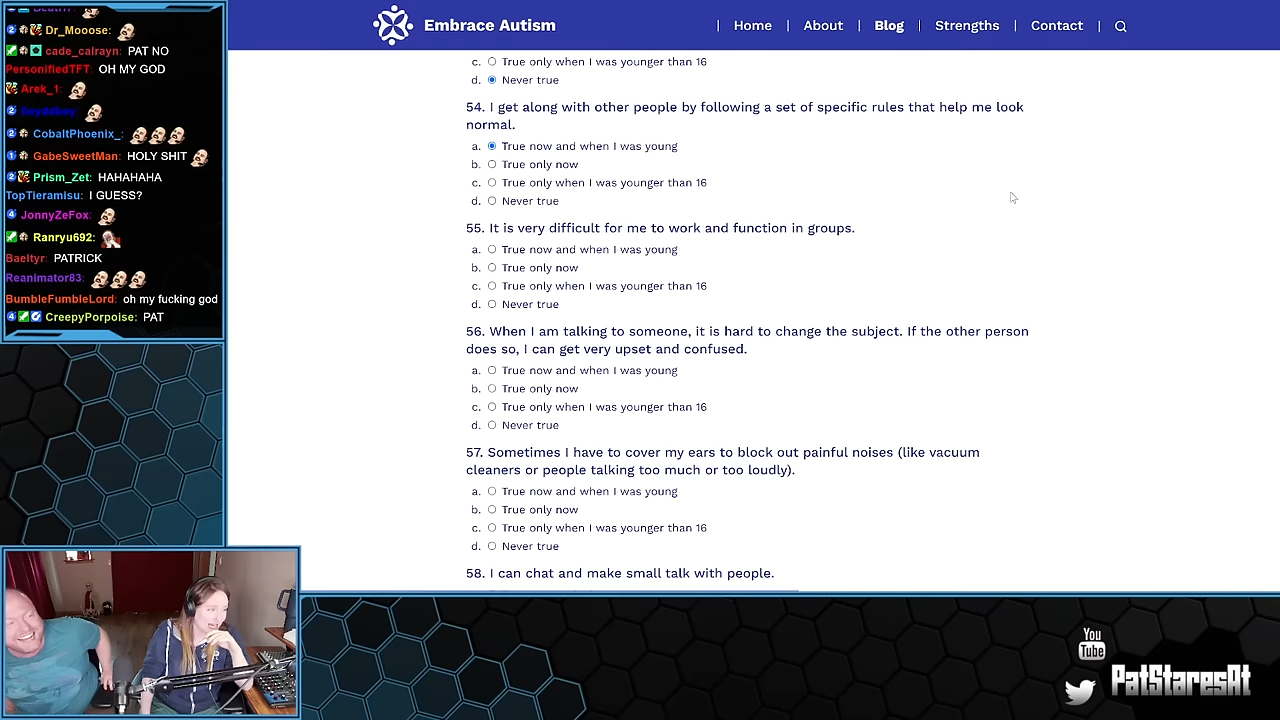 Dr_Mooose:
cade_calrayn: PAT NO
PersonifiedTFT: OH MY GOD
Arek_1:
CobaltPhoenix_:
GabeSweetMan: HOLY SHIT
Prism_Zet: HAHAHAHA
TopTieramisu: I GUESS?
JonnyZeFox:
Ranryu692:
Baeltyr: PATRICK
Reanimator83:
BumbleFumbleLord: oh my fucking god
CreepyPorpoise: PAT
Embrace Autism
Home
About
Blog
Strengths
Contact
c. True only when I was younger than 16
d. Never true
54. I get along with other people by following a set of specific rules that help me look
normal.
a. True now and when I was young
b. True only now
c. True only when I was younger than 16
d. Never true
55. It is very difficult for me to work and function in groups.
a. True now and when I was young
b. True only now
c. True only when I was younger than 16
d. Never true
56. When I am talking to someone, it is hard to change the subject. If the other person
does so, I can get very upset and confused.
a. True now and when I was young
b. True only now
c. True only when I was younger than 16
d. Never true
57. Sometimes I have to cover my ears to block out painful noises (like vacuum
cleaners or people talking too much or too loudly).
a. True now and when I was young
b. True only now
c. True only when I was younger than 16
d. Never true
58. I can chat and make small talk with people.
You
Tube
PatStaresAt